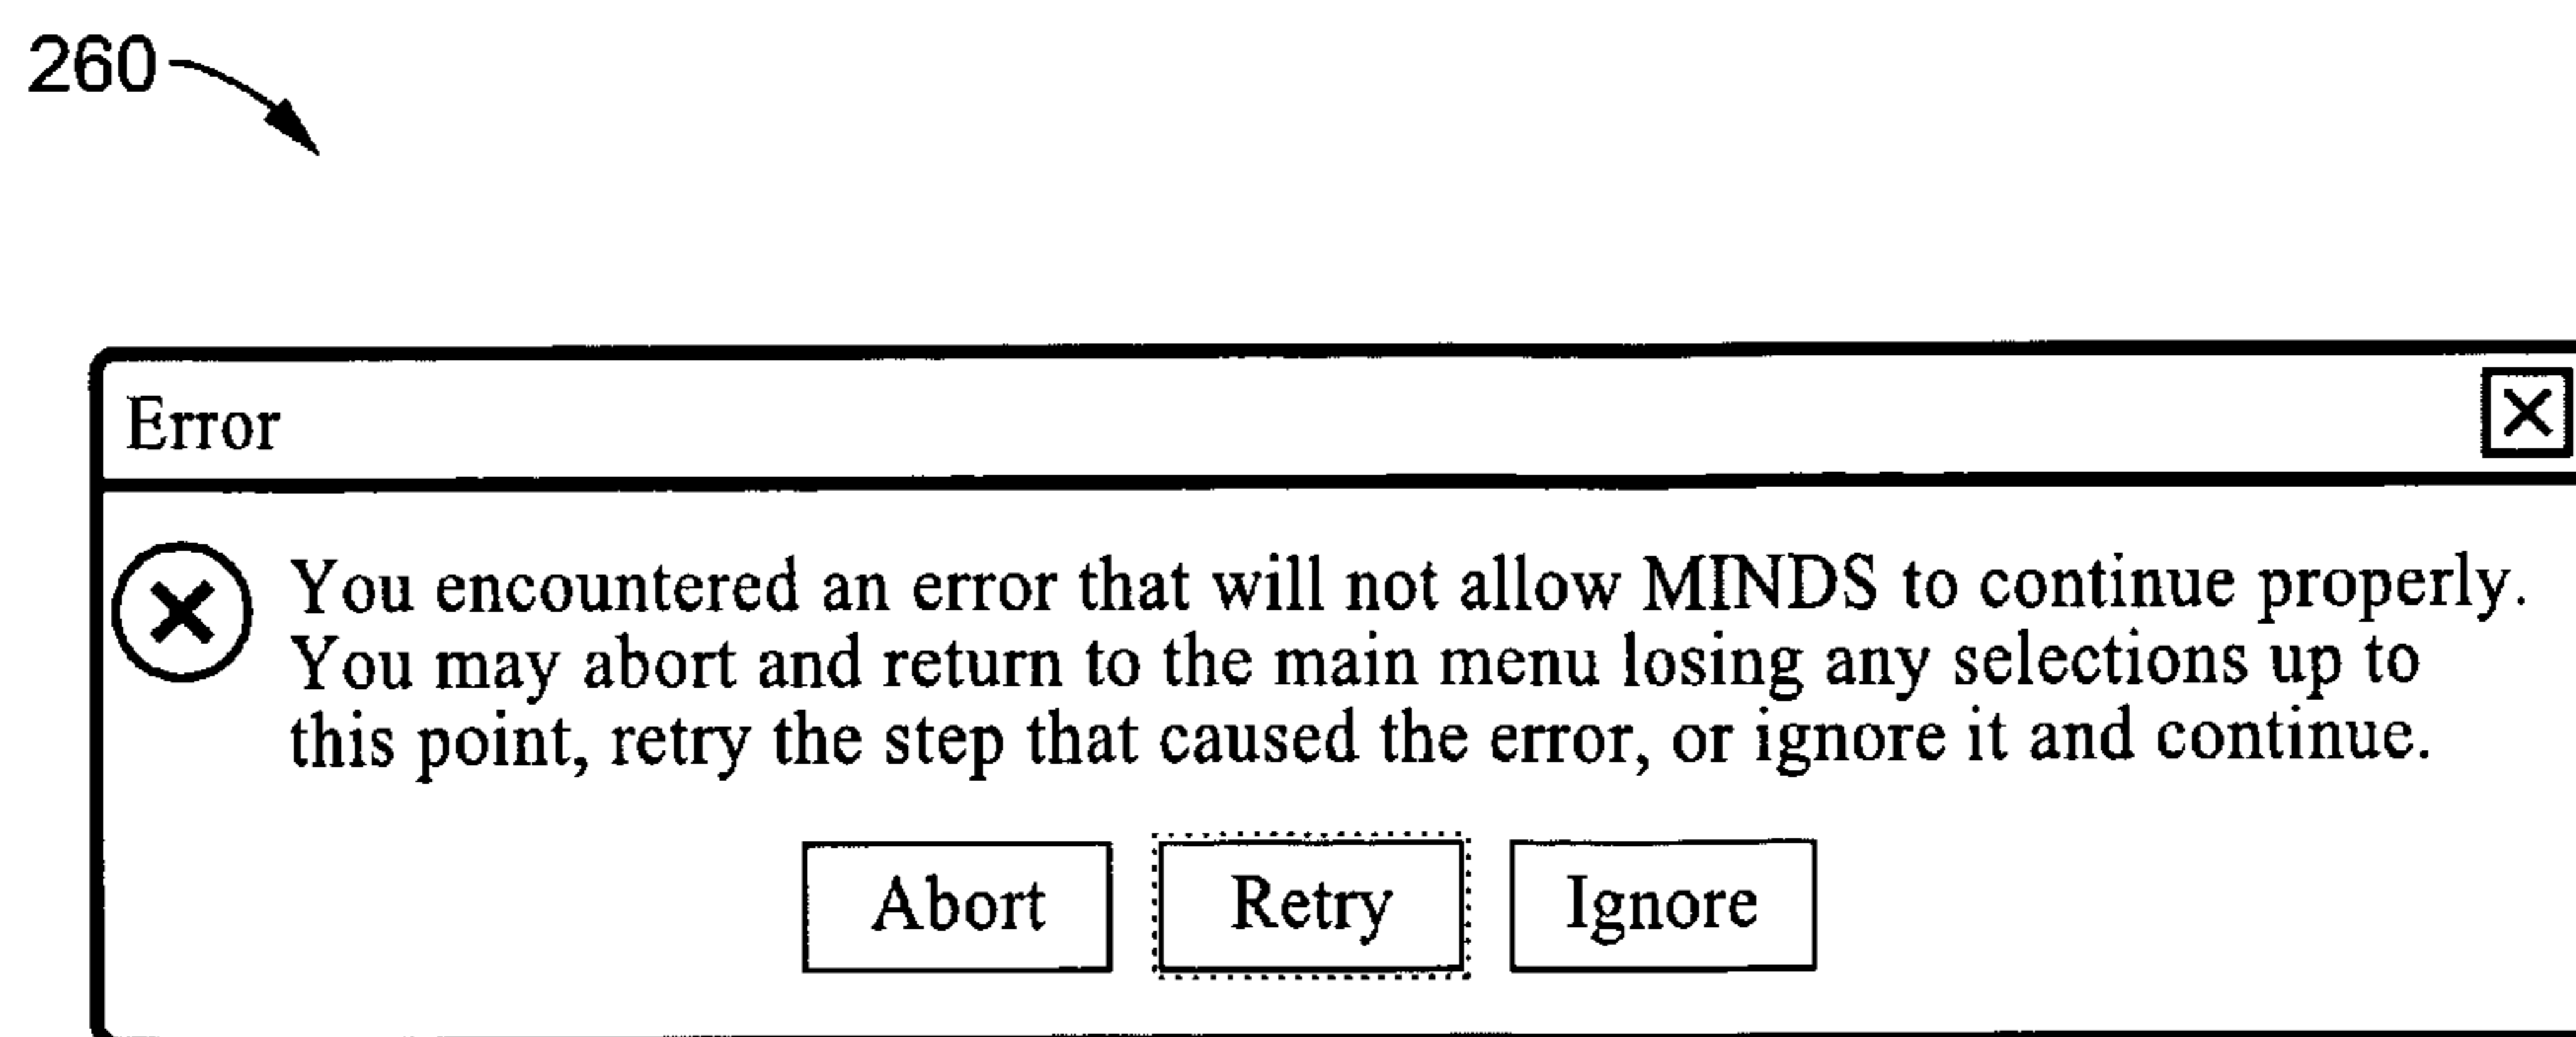 260
Error
You encountered an error that will not allow MINDS to continue properly.
You may abort and return to the main menu losing any selections up to
this point, retry the step that caused the error, or ignore it and continue.
Abort Retry Ignore